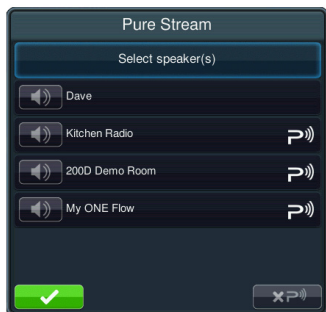 Pure Stream
Select speaker(s)
Dave
Kitchen Radio
200D Demo Room
My ONE Flow